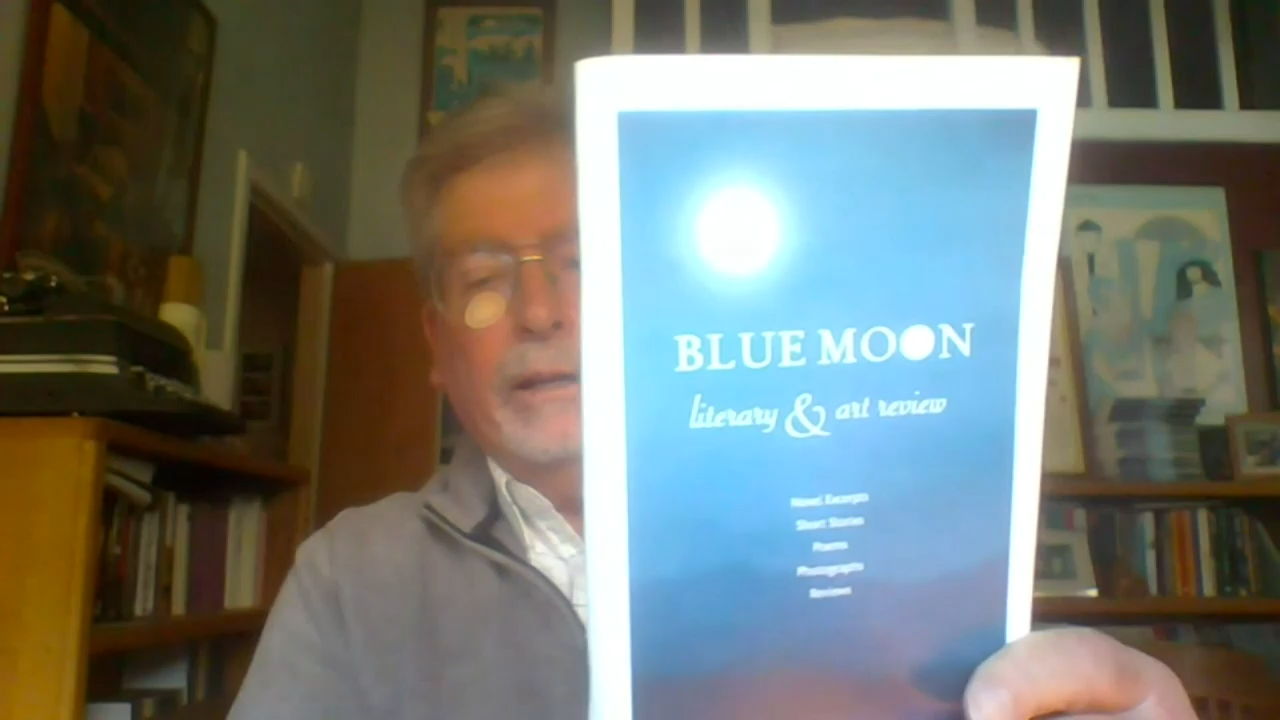 BLUE MOON
literary & art review
Novel Excerpts
Short Stories
Poems
Photographs
Reviews